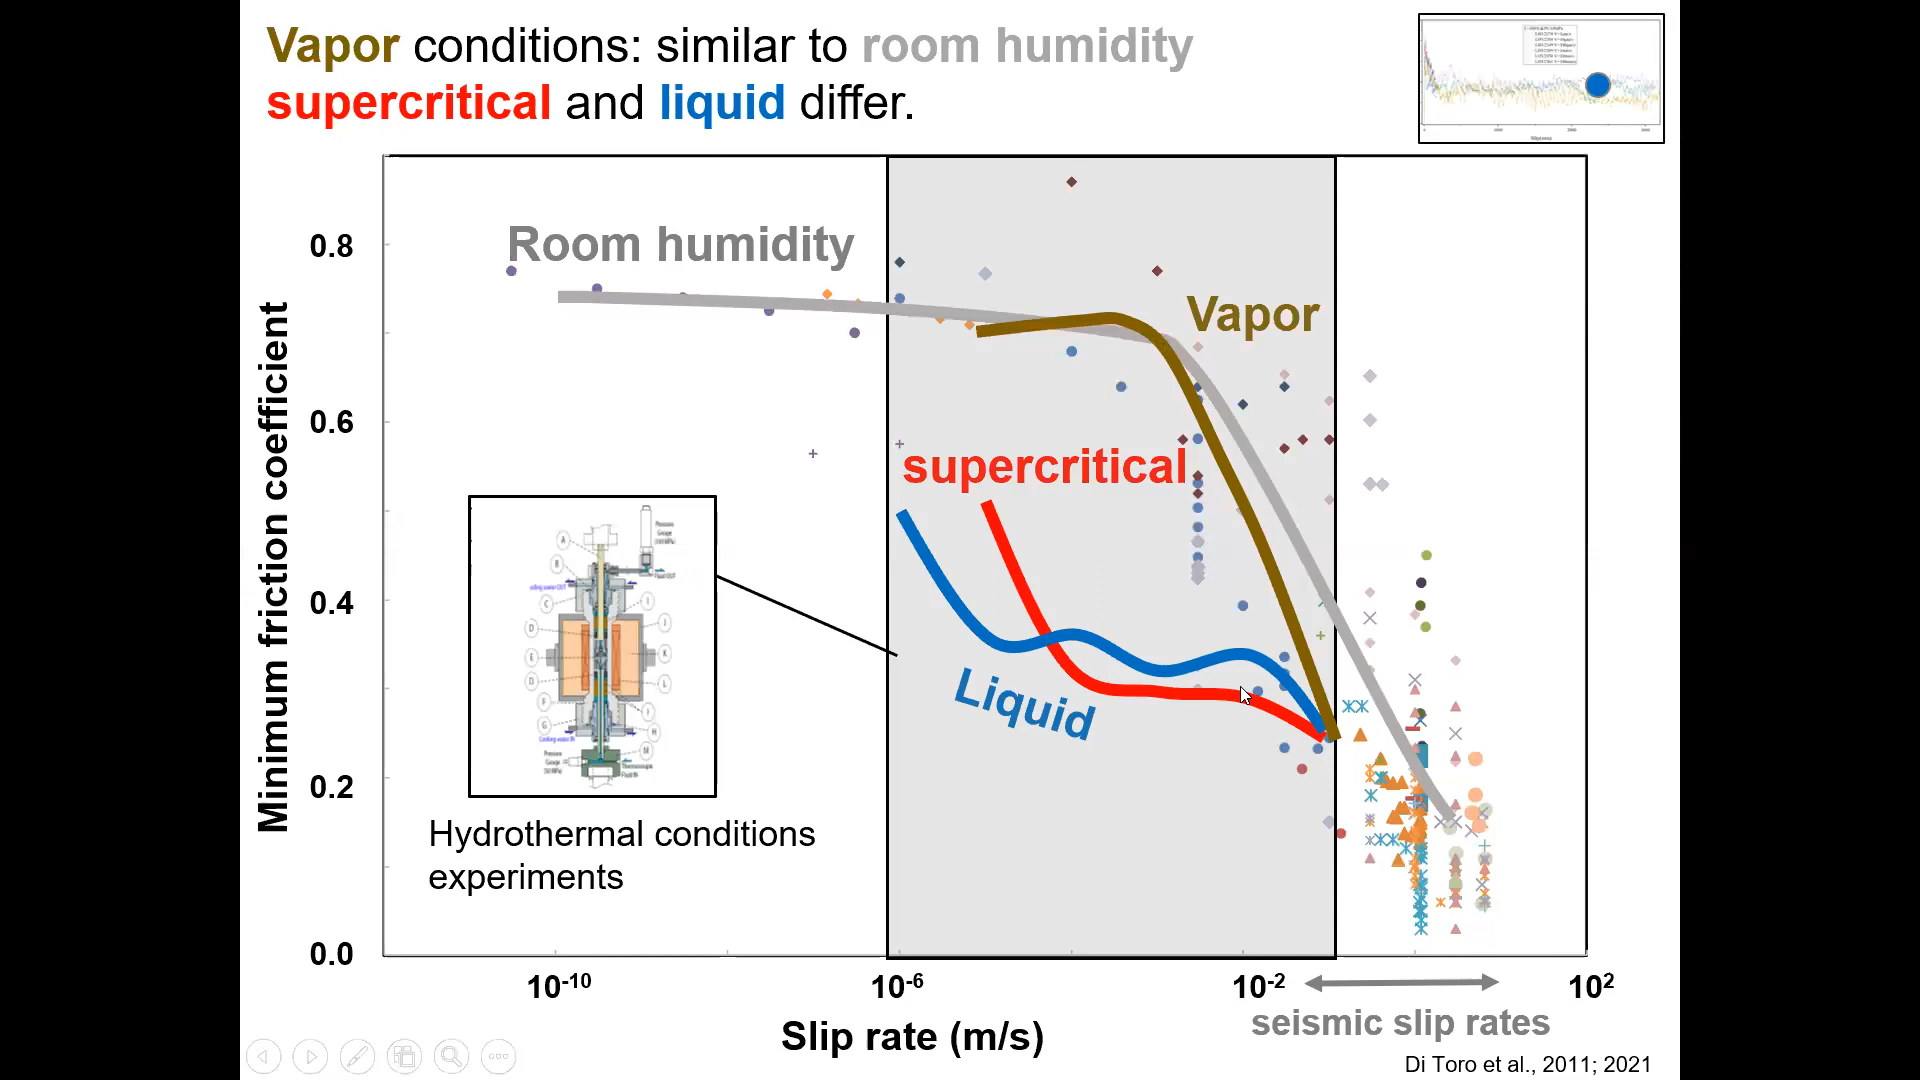 Vapor conditions: similar to room humidity
supercritical and liquid differ.
Room humidity
Vapor
supercritical
Liquid
Minimum friction coefficient
0.8
0.6
0.4
0.2
0.0
Hydrothermal conditions
experiments
10-10
10-6
10-2
102
Slip rate (m/s)
seismic slip rates
Di Toro et al., 2011; 2021